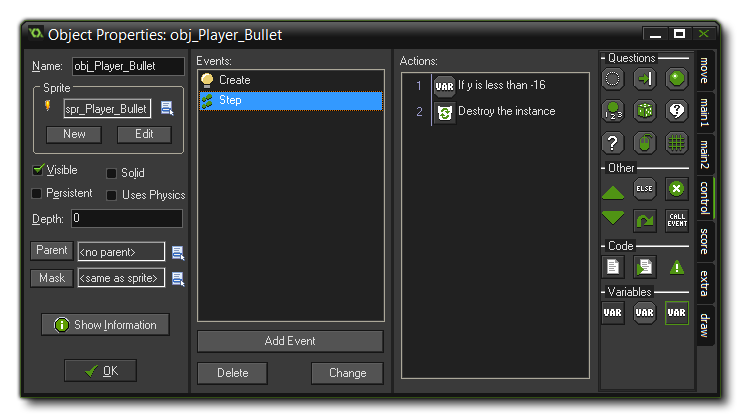 Object Properties: obj_Player_Bullet
Name: obj_Player_Bullet
Sprite
spr_Player_Bullet
New Edit
Visible Solid
Persistent Uses Physics
Depth: 0
Parent <no parent>
Mask <same as sprite>
Show Information
OK
Events:
Create
Step
Add Event
Delete Change
Actions:
1 VAR If y is less than -16
2 Destroy the instance
Questions
1 2 3
?
?
Other
ELSE
CALL
EVENT
Code
Variables
VAR VAR VAR
move
main1
main2
control
score
extra
draw